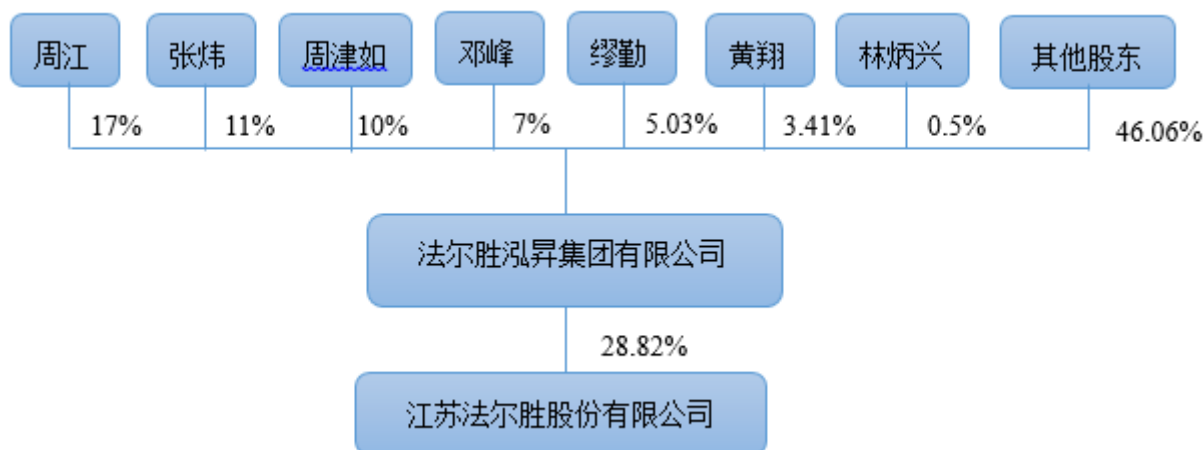 周江
张炜
周津如
邓峰
缪勤
黄翔
林炳兴
其他股东
17%
11%
10%
7%
5.03%
3.41%
0.5%
46.06%
法尔胜泓昇集团有限公司
28.82%
江苏法尔胜股份有限公司